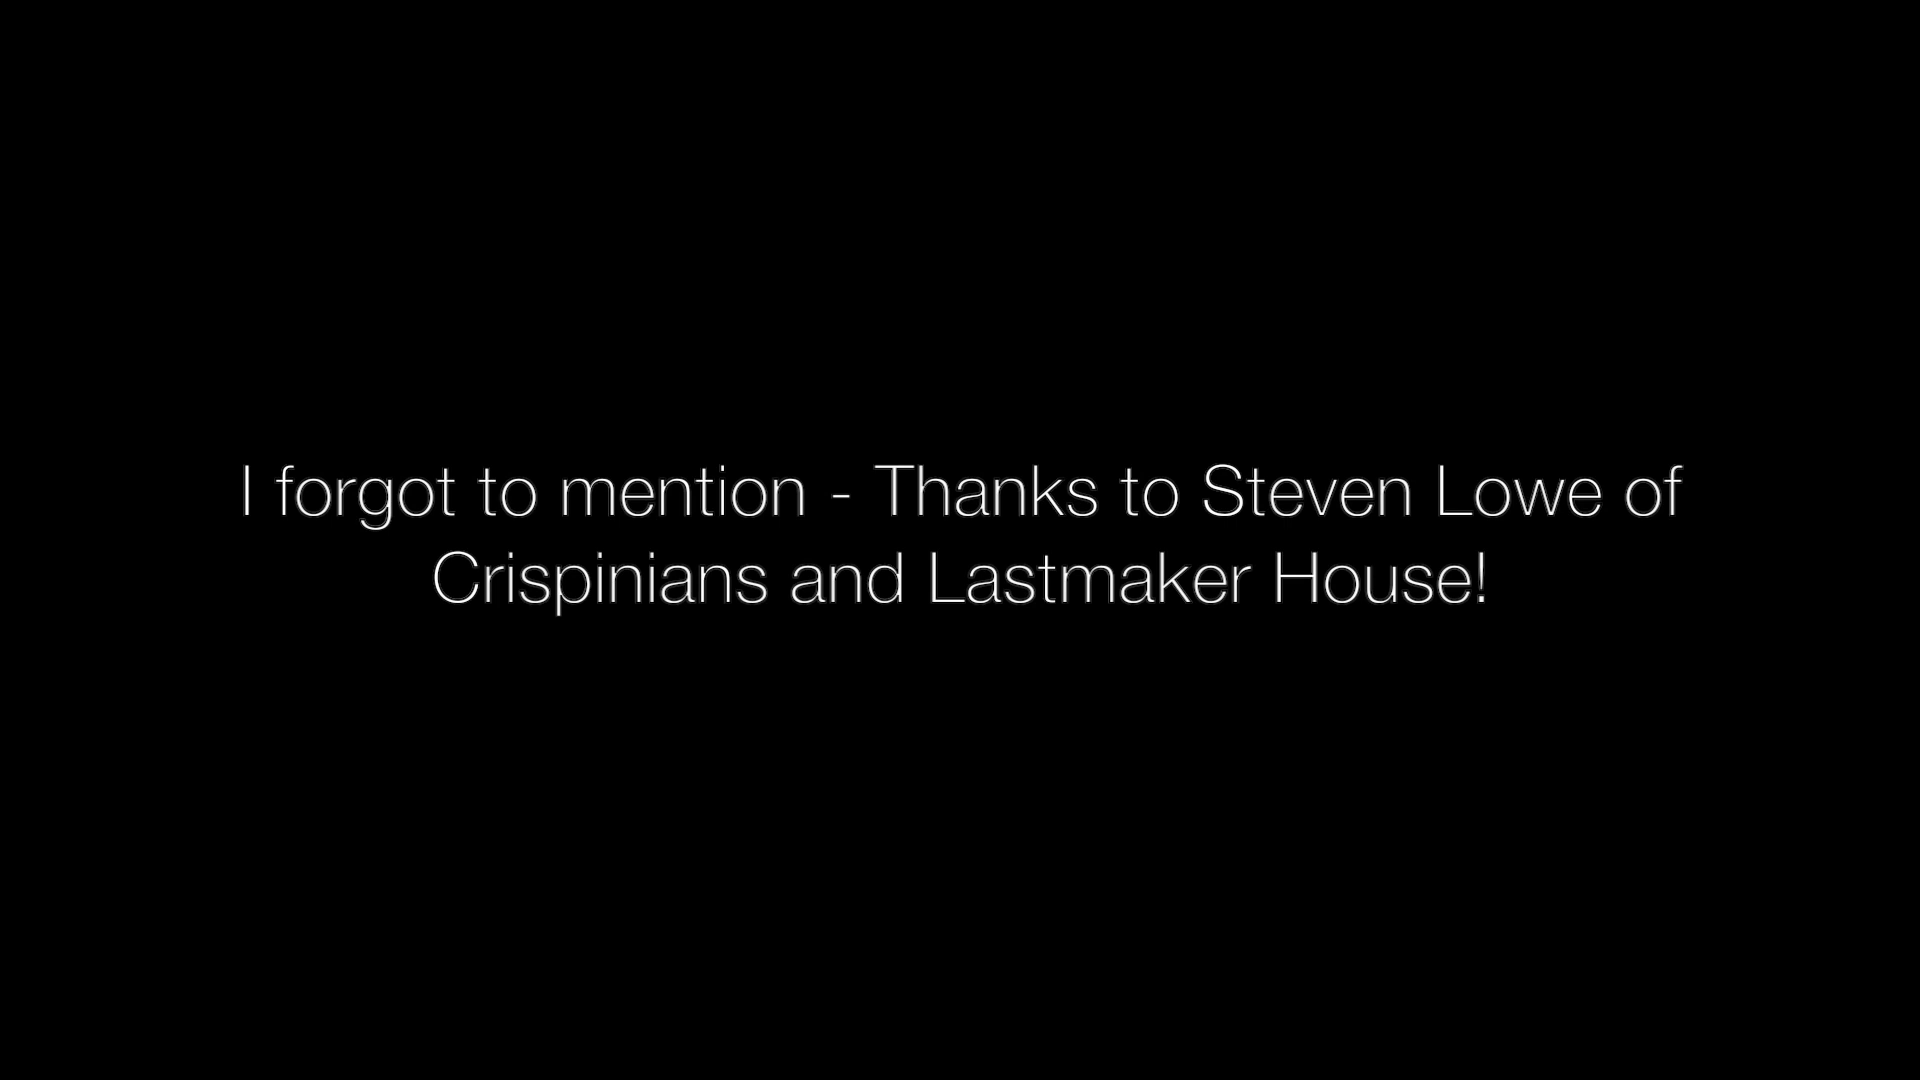 I forgot to mention - Thanks to Steven Lowe of
Crispinians and Lastmaker House!